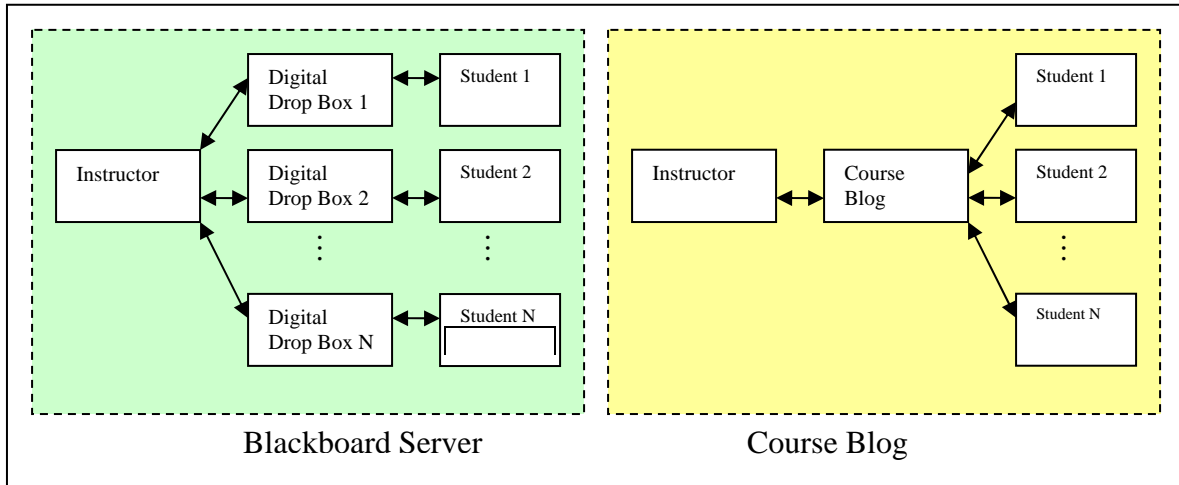 Digital
Drop Box 1
Student 1
Instructor
Digital
Drop Box 2
Student 2
Digital
Drop Box N
Student N
Blackboard Server
Student 1
Instructor
Course
Blog
Student 2
Student N
Course Blog